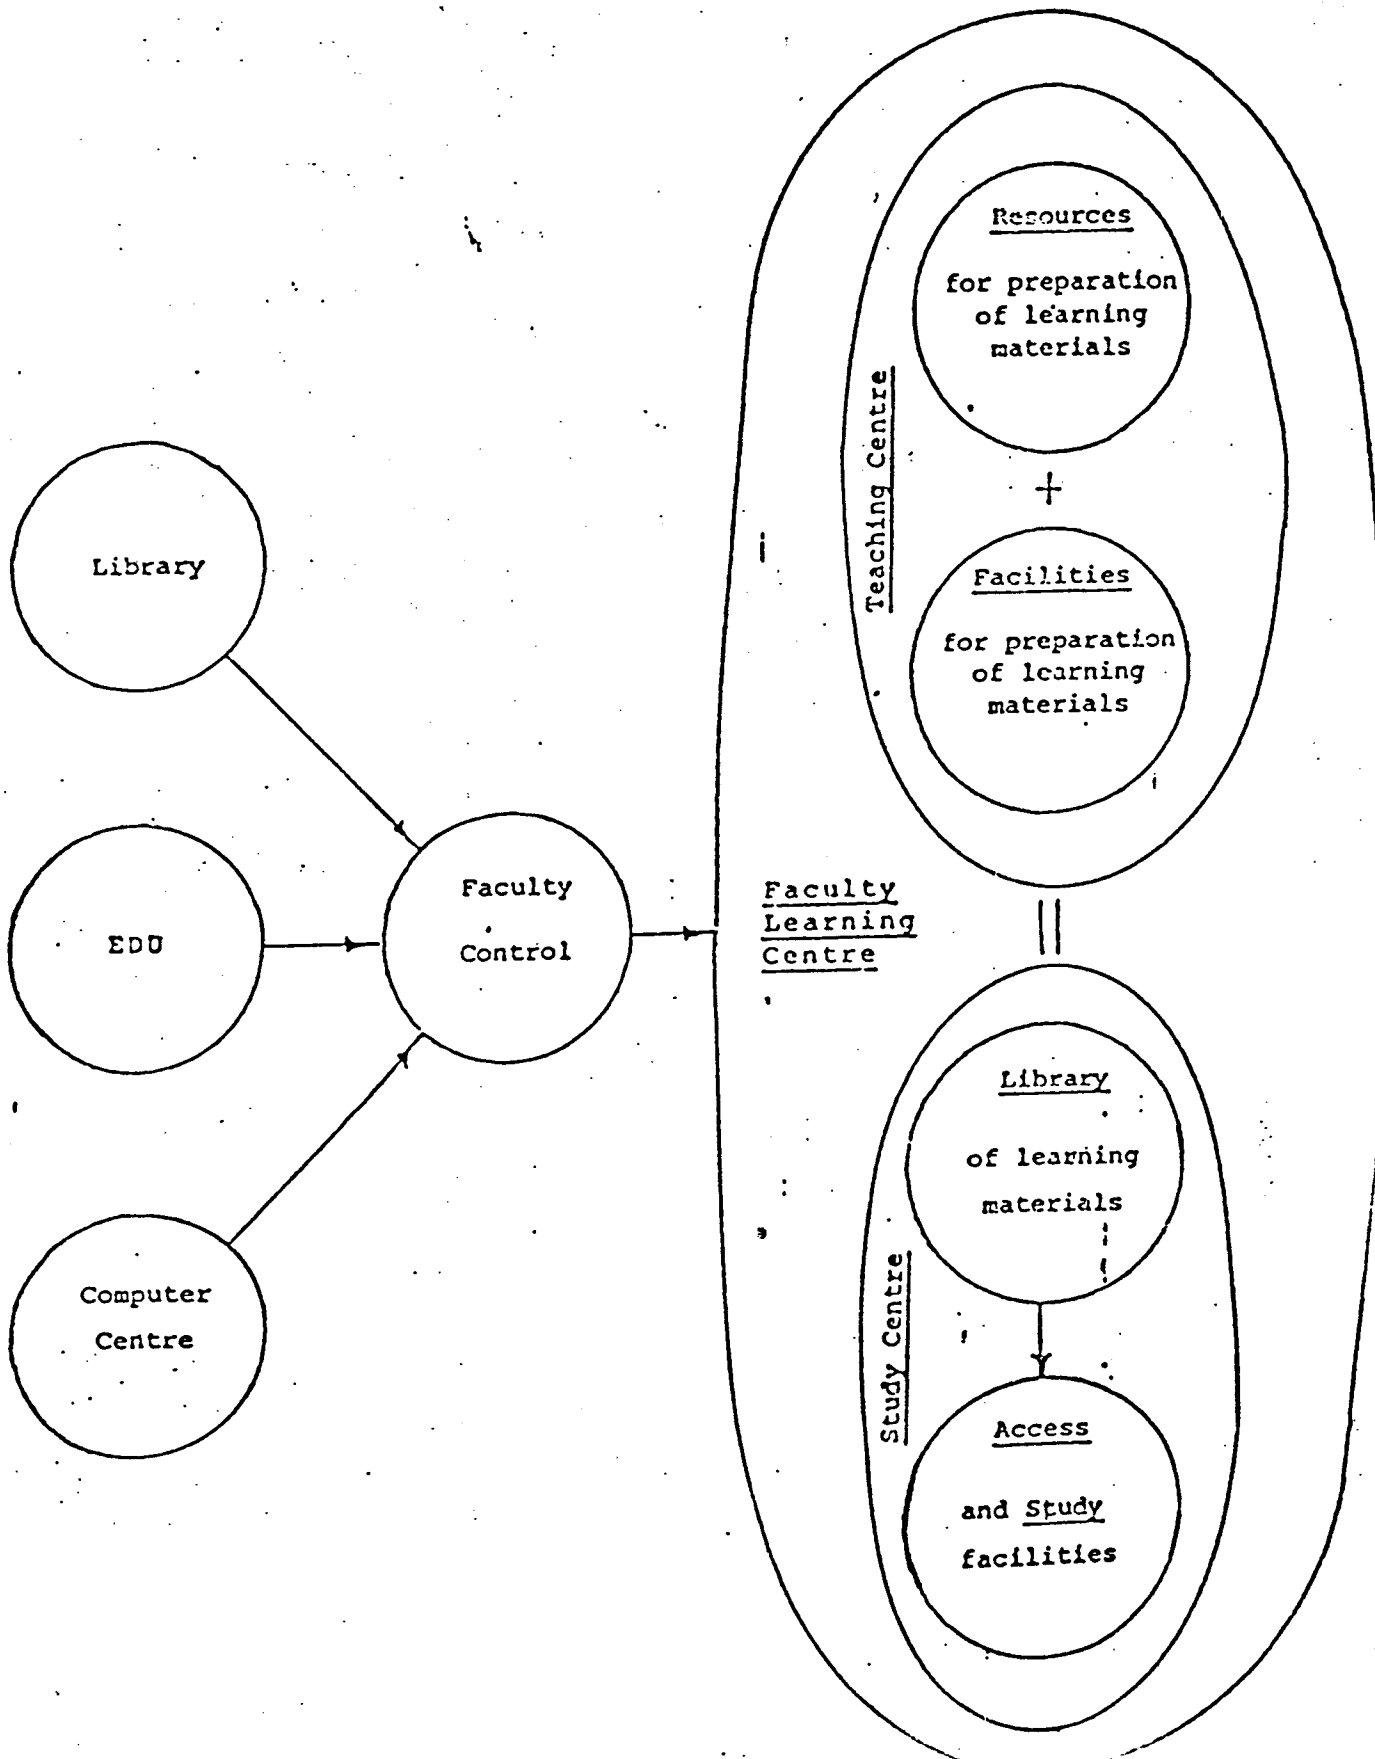 Library
EDU
Computer
Centre
Faculty
Control
Faculty
Learning
Centre
Teaching Centre
Resources
for preparation
of learning
materials
+
Facilities
for preparation
of learning
materials
Study Centre
Library
of learning
materials
Access
and Study
facilities